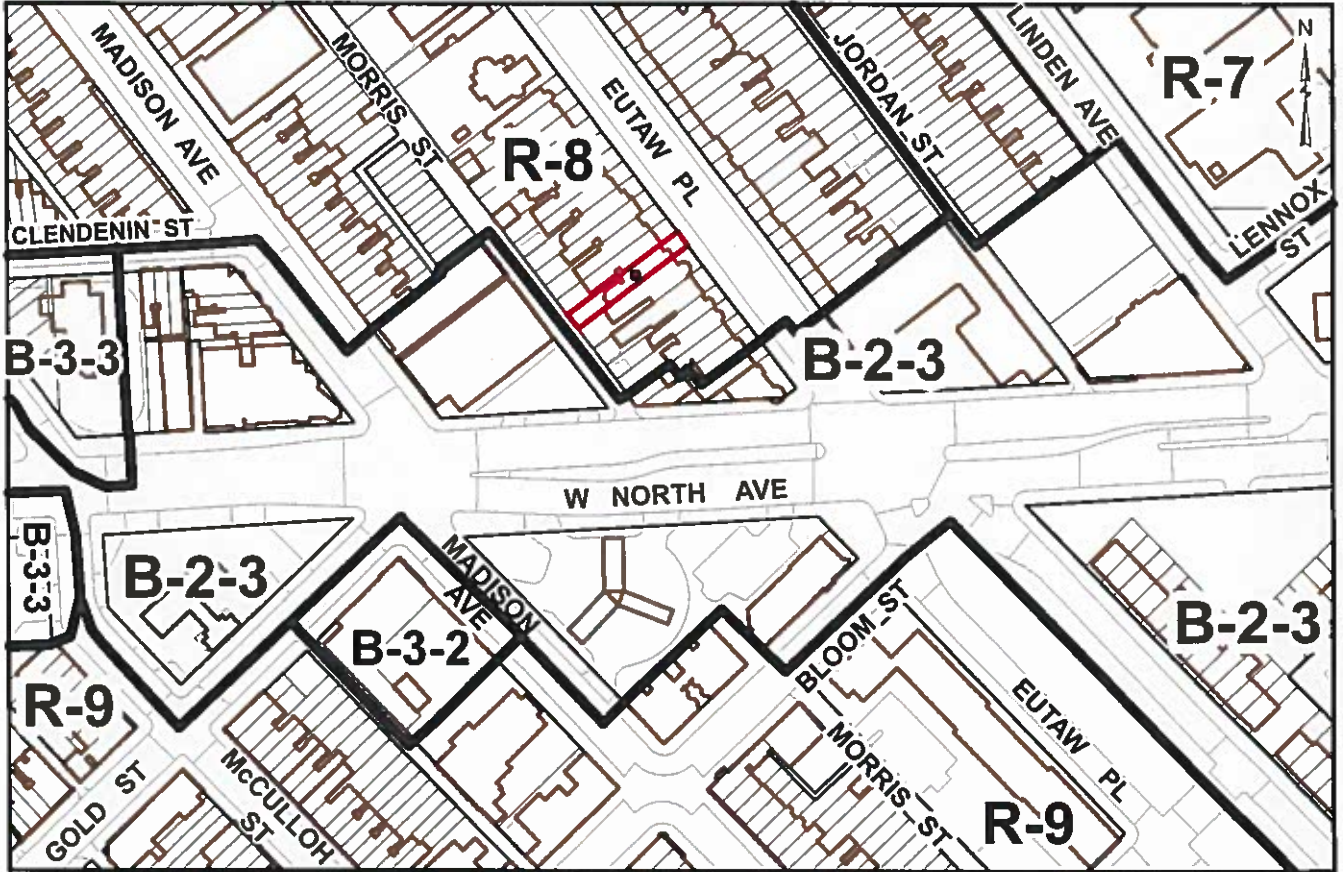 MADISON AVE
MORRIS ST
EUTAW PL
JORDAN ST
LINDEN AVE
R-7
N
R-8
LENNOX
ST
CLENDENIN ST
B-3-3
B-2-3
W NORTH AVE
B-3-3
B-2-3
MADISON
AVE
B-3-2
BLOOM ST
B-2-3
R-9
EUTAW PL
MORRIS ST
GOLD ST
McCULLOH
ST
R-9